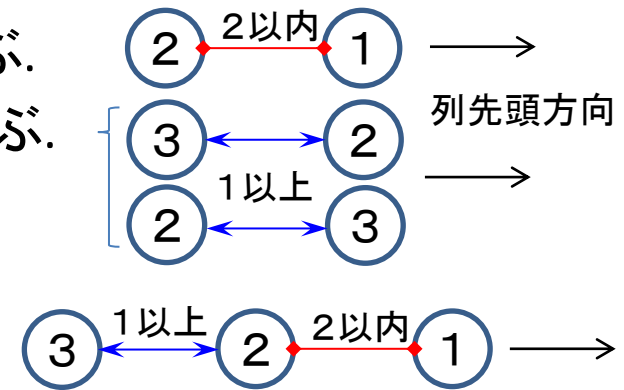 ぶ.
２ 2以内 １
ぶ.
３ ２
列先頭方向
1以上
２ ３
３ 1以上 ２ 2以内 １